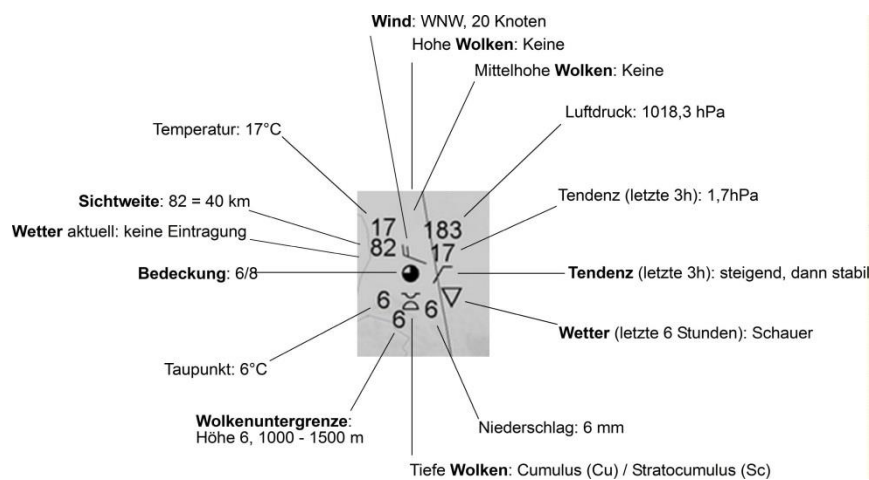 Wind: WNW, 20 Knoten
Hohe Wolken: Keine
Mittelhohe Wolken: Keine
Luftdruck: 1018,3 hPa
Temperatur: 17°C
Tendenz (letzte 3h): 1,7hPa
Sichtweite: 82 = 40 km
Wetter aktuell: keine Eintragung
17 183
82 17
Bedeckung: 6/8
Tendenz (letzte 3h): steigend, dann stabil
6 6
6
Wetter (letzte 6 Stunden): Schauer
Taupunkt: 6°C
Wolkenuntergrenze:
Höhe 6, 1000 - 1500 m
Niederschlag: 6 mm
Tiefe Wolken: Cumulus (Cu) / Stratocumulus (Sc)